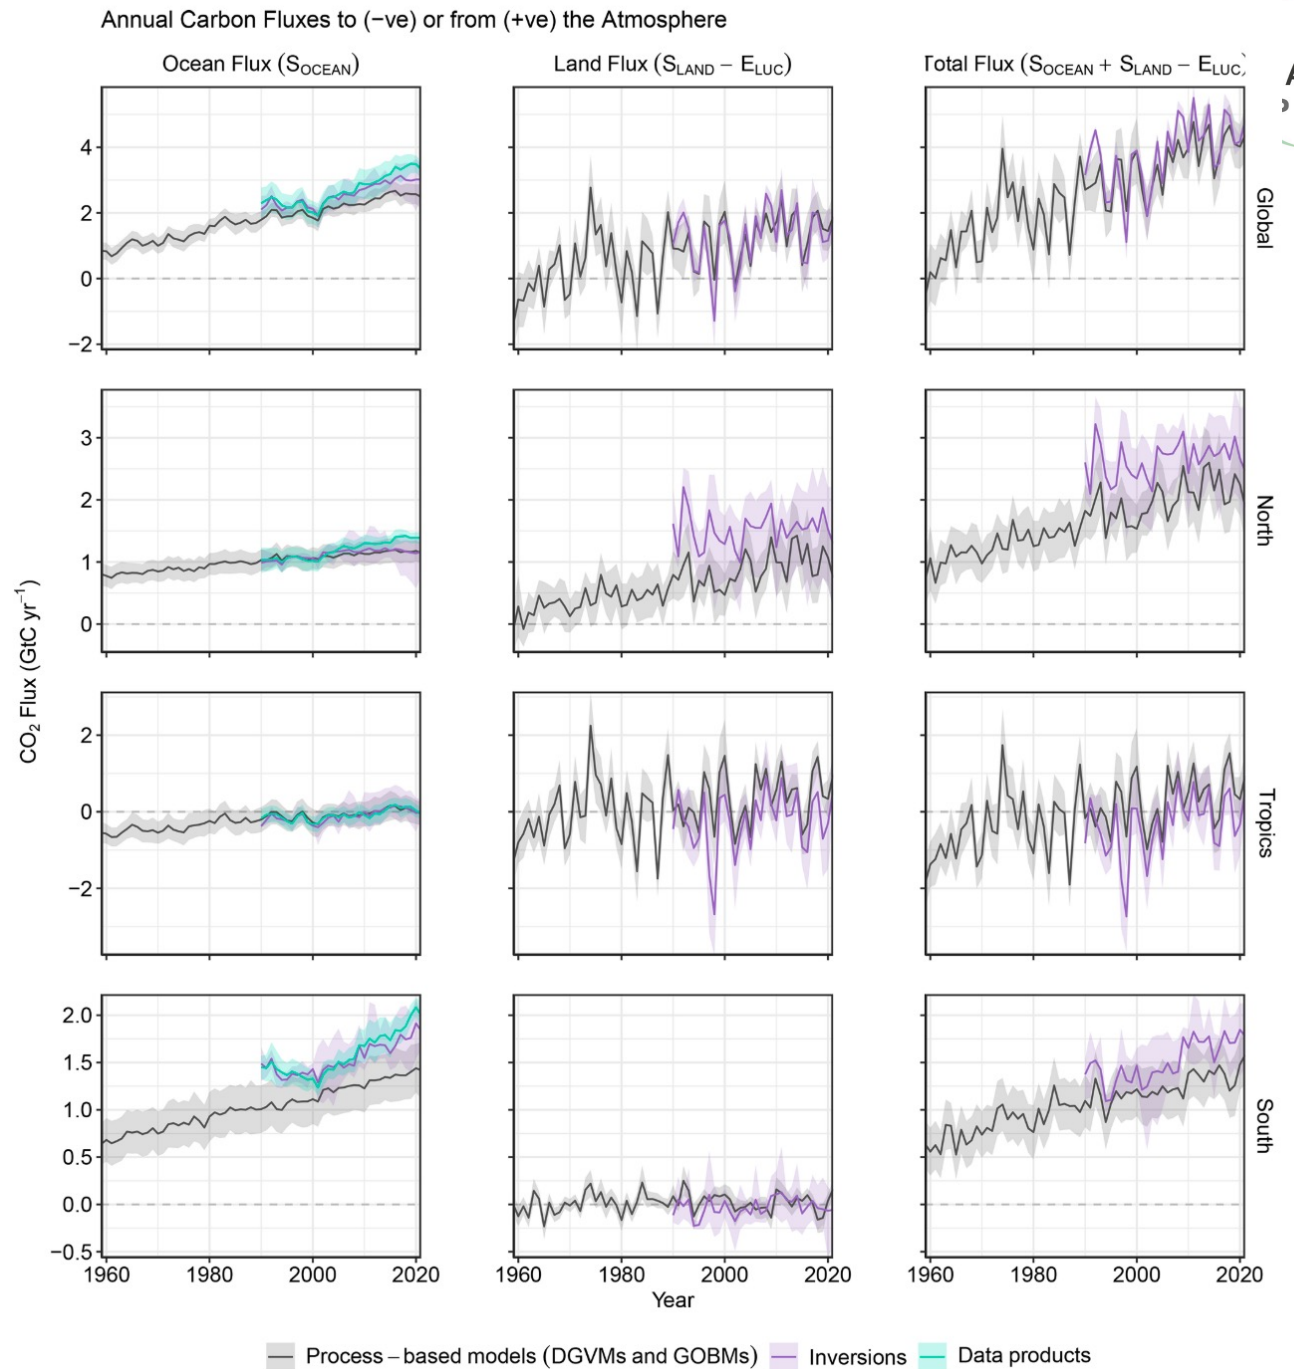 Annual Carbon Fluxes to (−ve) or from (+ve) the Atmosphere
Ocean Flux (SOCEAN)
Land Flux (SLAND − ELUC)
Total Flux (SOCEAN + SLAND − ELUC)
4
2
0
−2
Global
3
2
1
0
North
CO2 Flux (GtC yr−1)
2
0
−2
Tropics
2.0
1.5
1.0
0.5
0.0
−0.5
South
1960 1980 2000 2020
1960 1980 2000 2020
1960 1980 2000 2020
Year
Process−based models (DGVMs and GOBMs) Inversions Data products